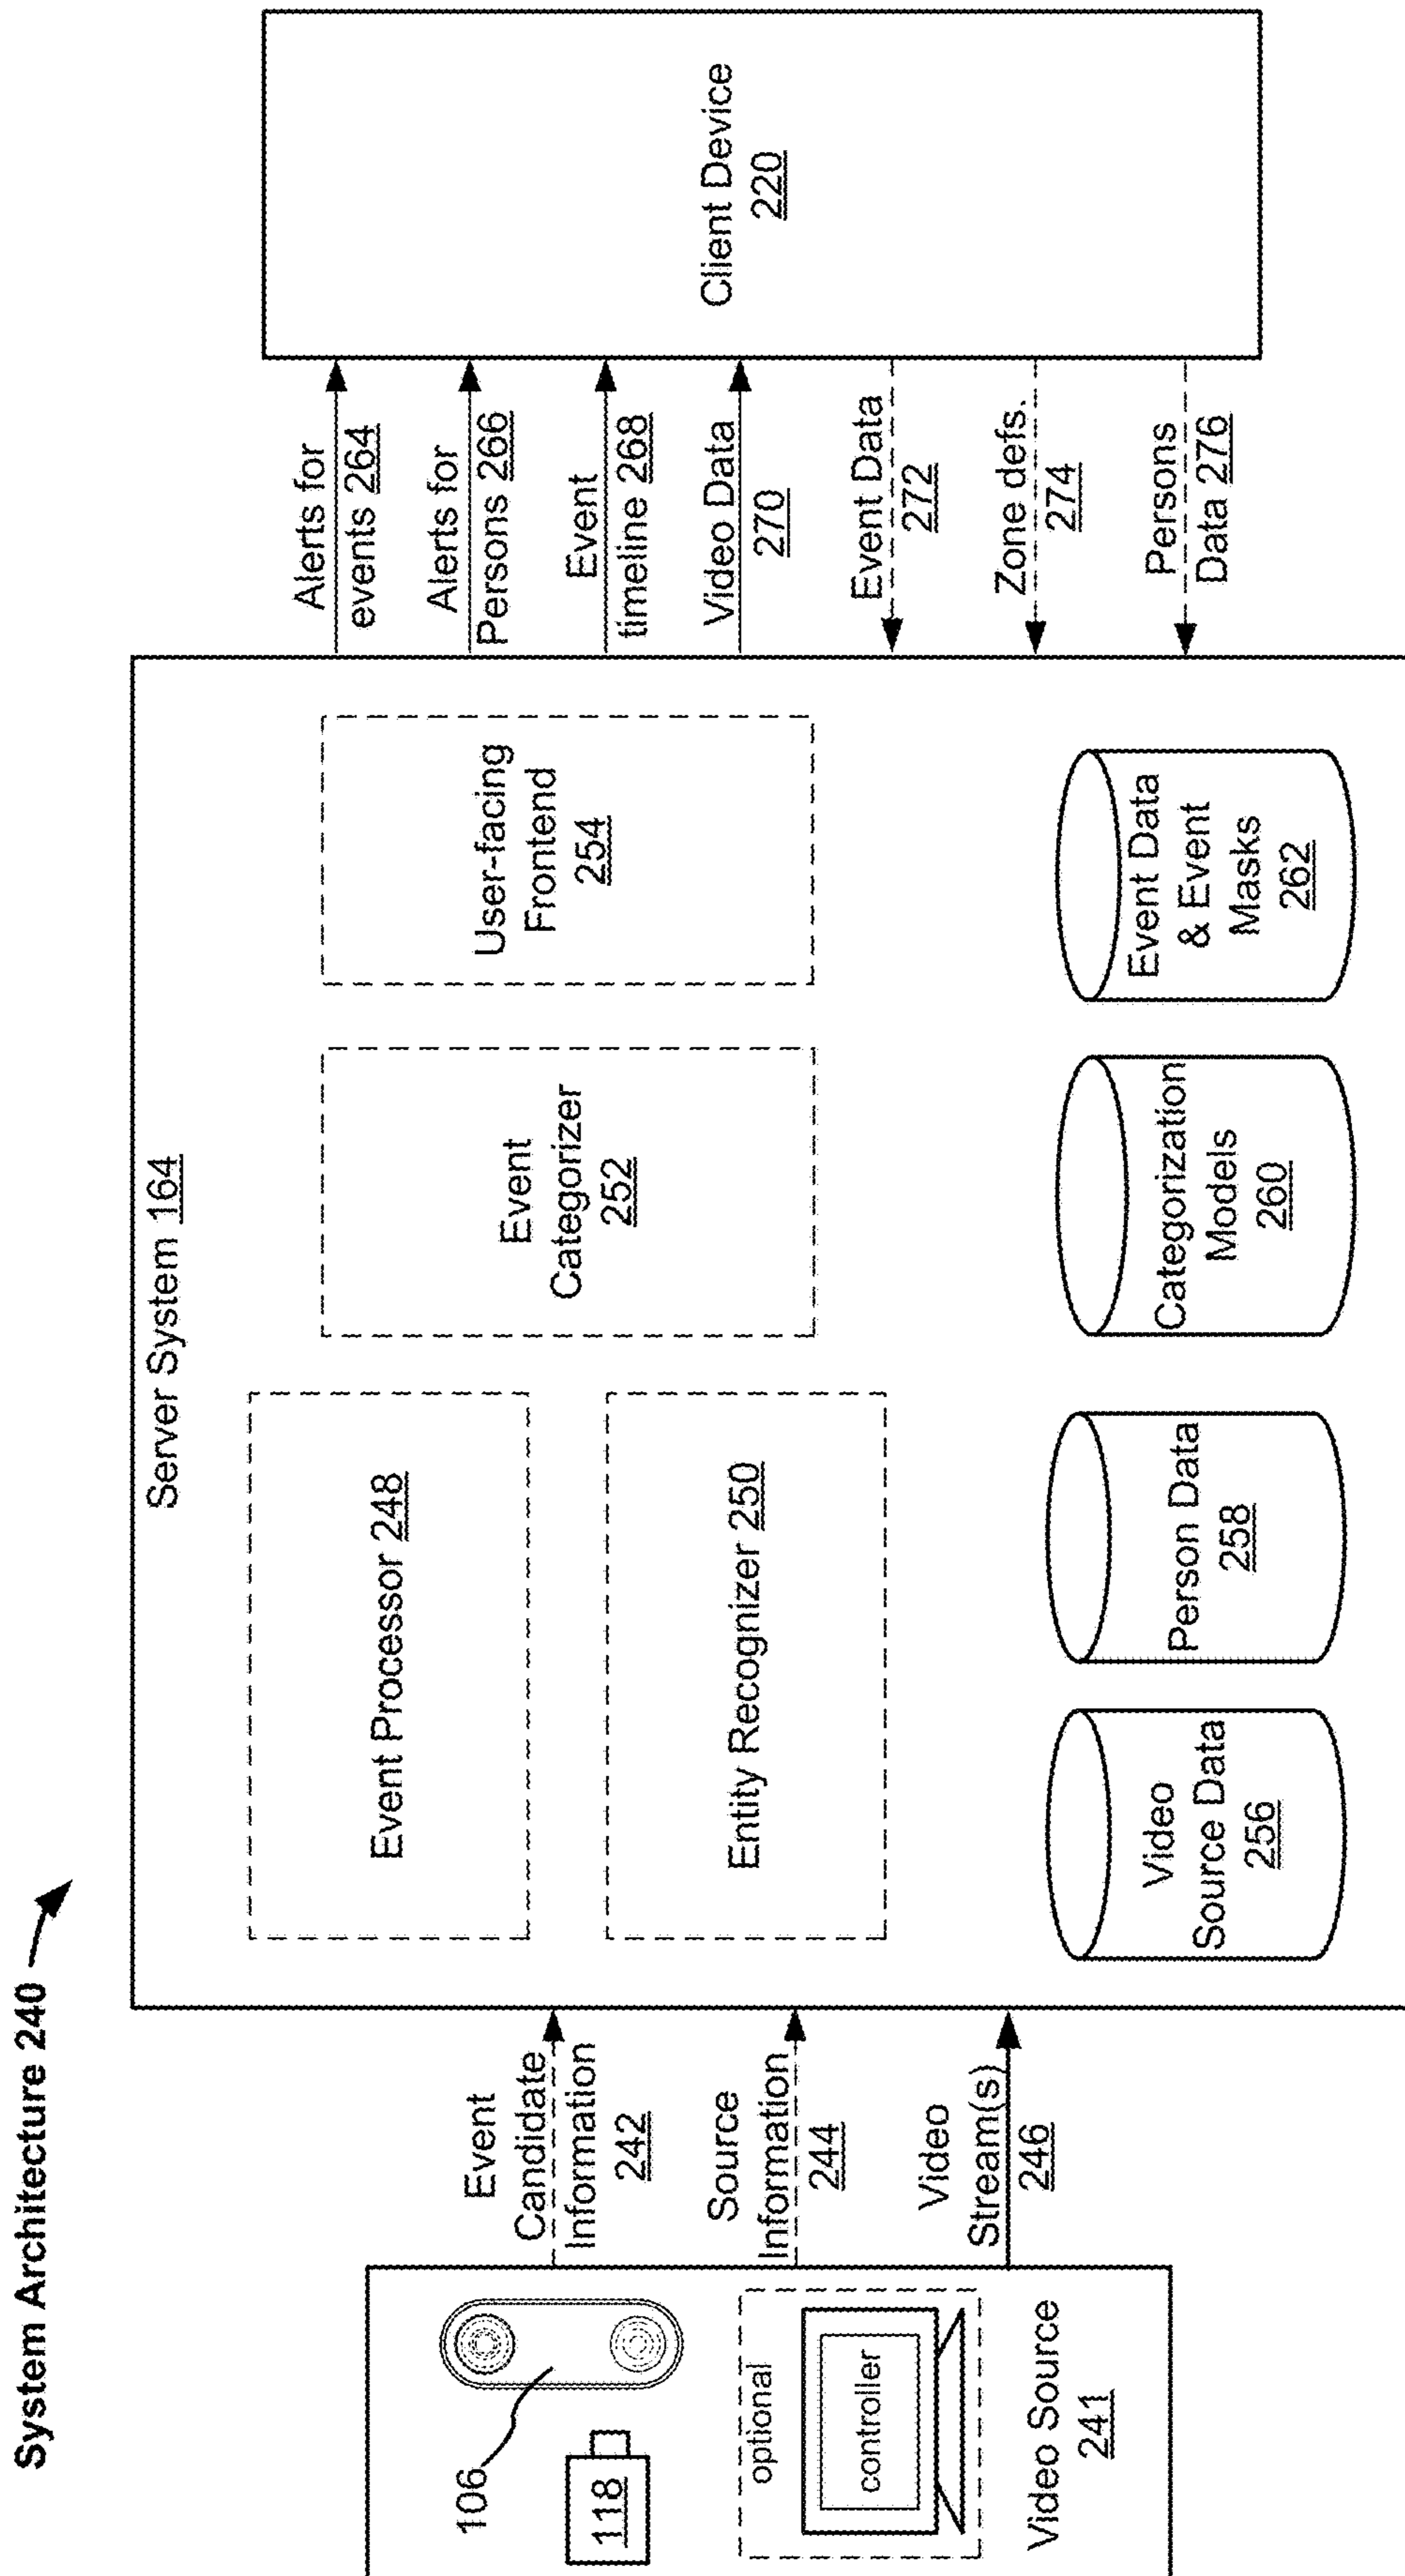 System Architecture 240
Server System 164
106
118
optional
controller
Video Source
241
Event
Candidate
Information
242
Source
Information
244
Video
Stream(s)
246
Event Processor 248
Entity Recognizer 250
Event
Categorizer
252
User-facing
Frontend
254
Video
Source Data
256
Person Data
258
Categorization
Models
260
Event Data
& Event
Masks
262
Alerts for
events 264
Alerts for
Persons 266
Event
timeline 268
Video Data
270
Event Data
272
Zone defs.
274
Persons
Data 276
Client Device
220